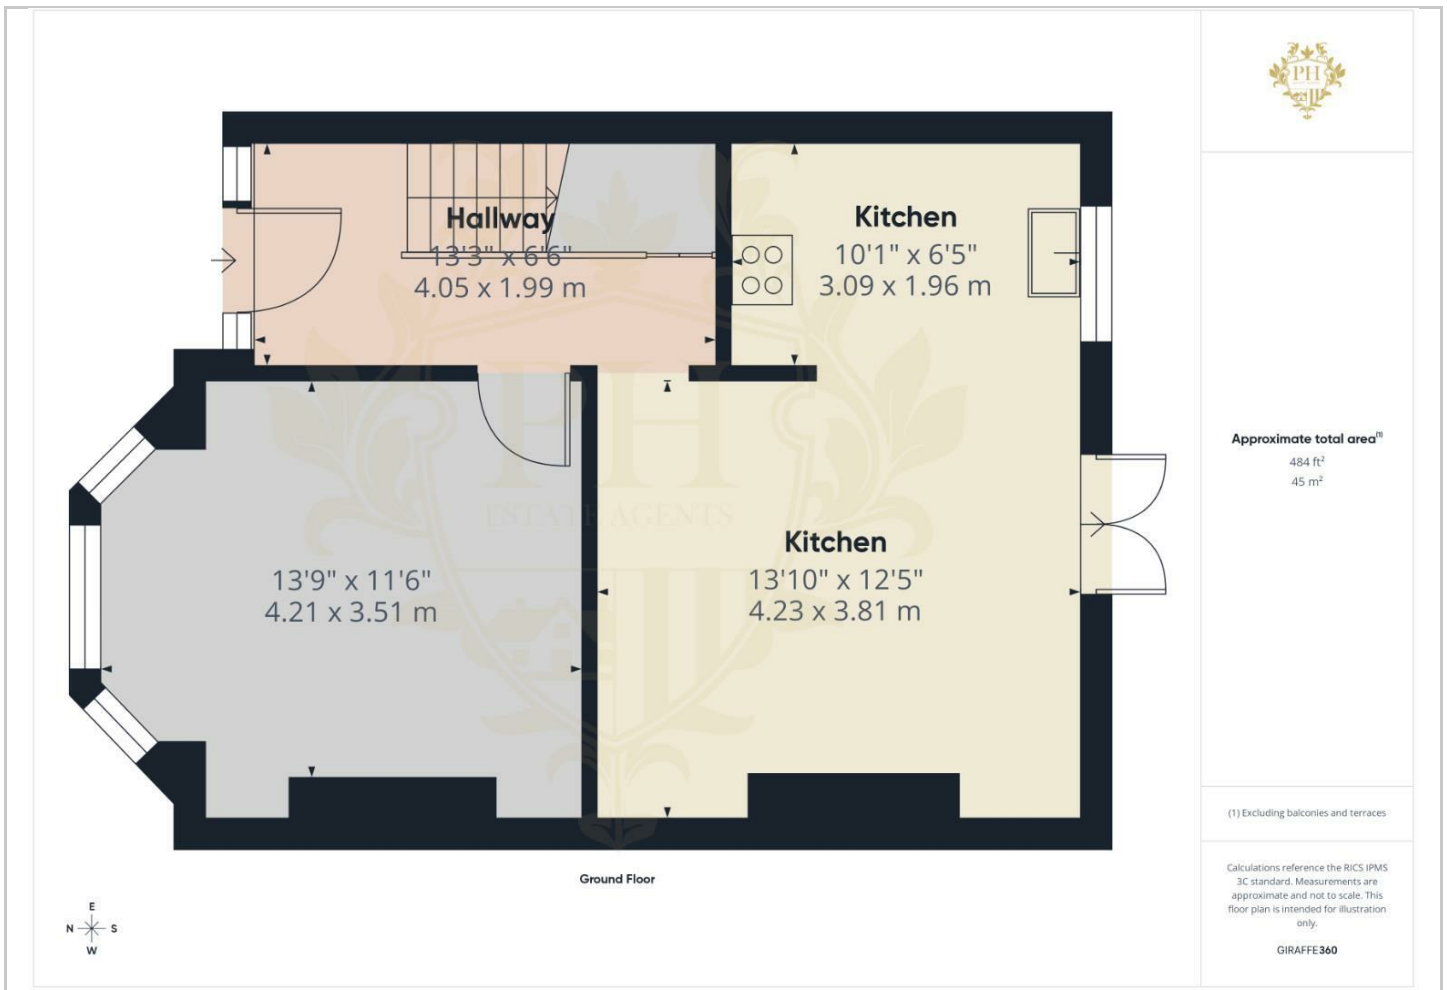 PH
Hallway
13'3" x 6'6"
4.05 x 1.99 m
Kitchen
10'1" x 6'5"
3.09 x 1.96 m
PH
ESTATE AGENTS
13'9" x 11'6"
4.21 x 3.51 m
Kitchen
13'10" x 12'5"
4.23 x 3.81 m
Ground Floor
E
N S
W
Approximate total area(1)
484 ft²
45 m²
(1) Excluding balconies and terraces
Calculations reference the RICS IPMS
3C standard. Measurements are
approximate and not to scale. This
floor plan is intended for illustration
only.
GIRAFFE360